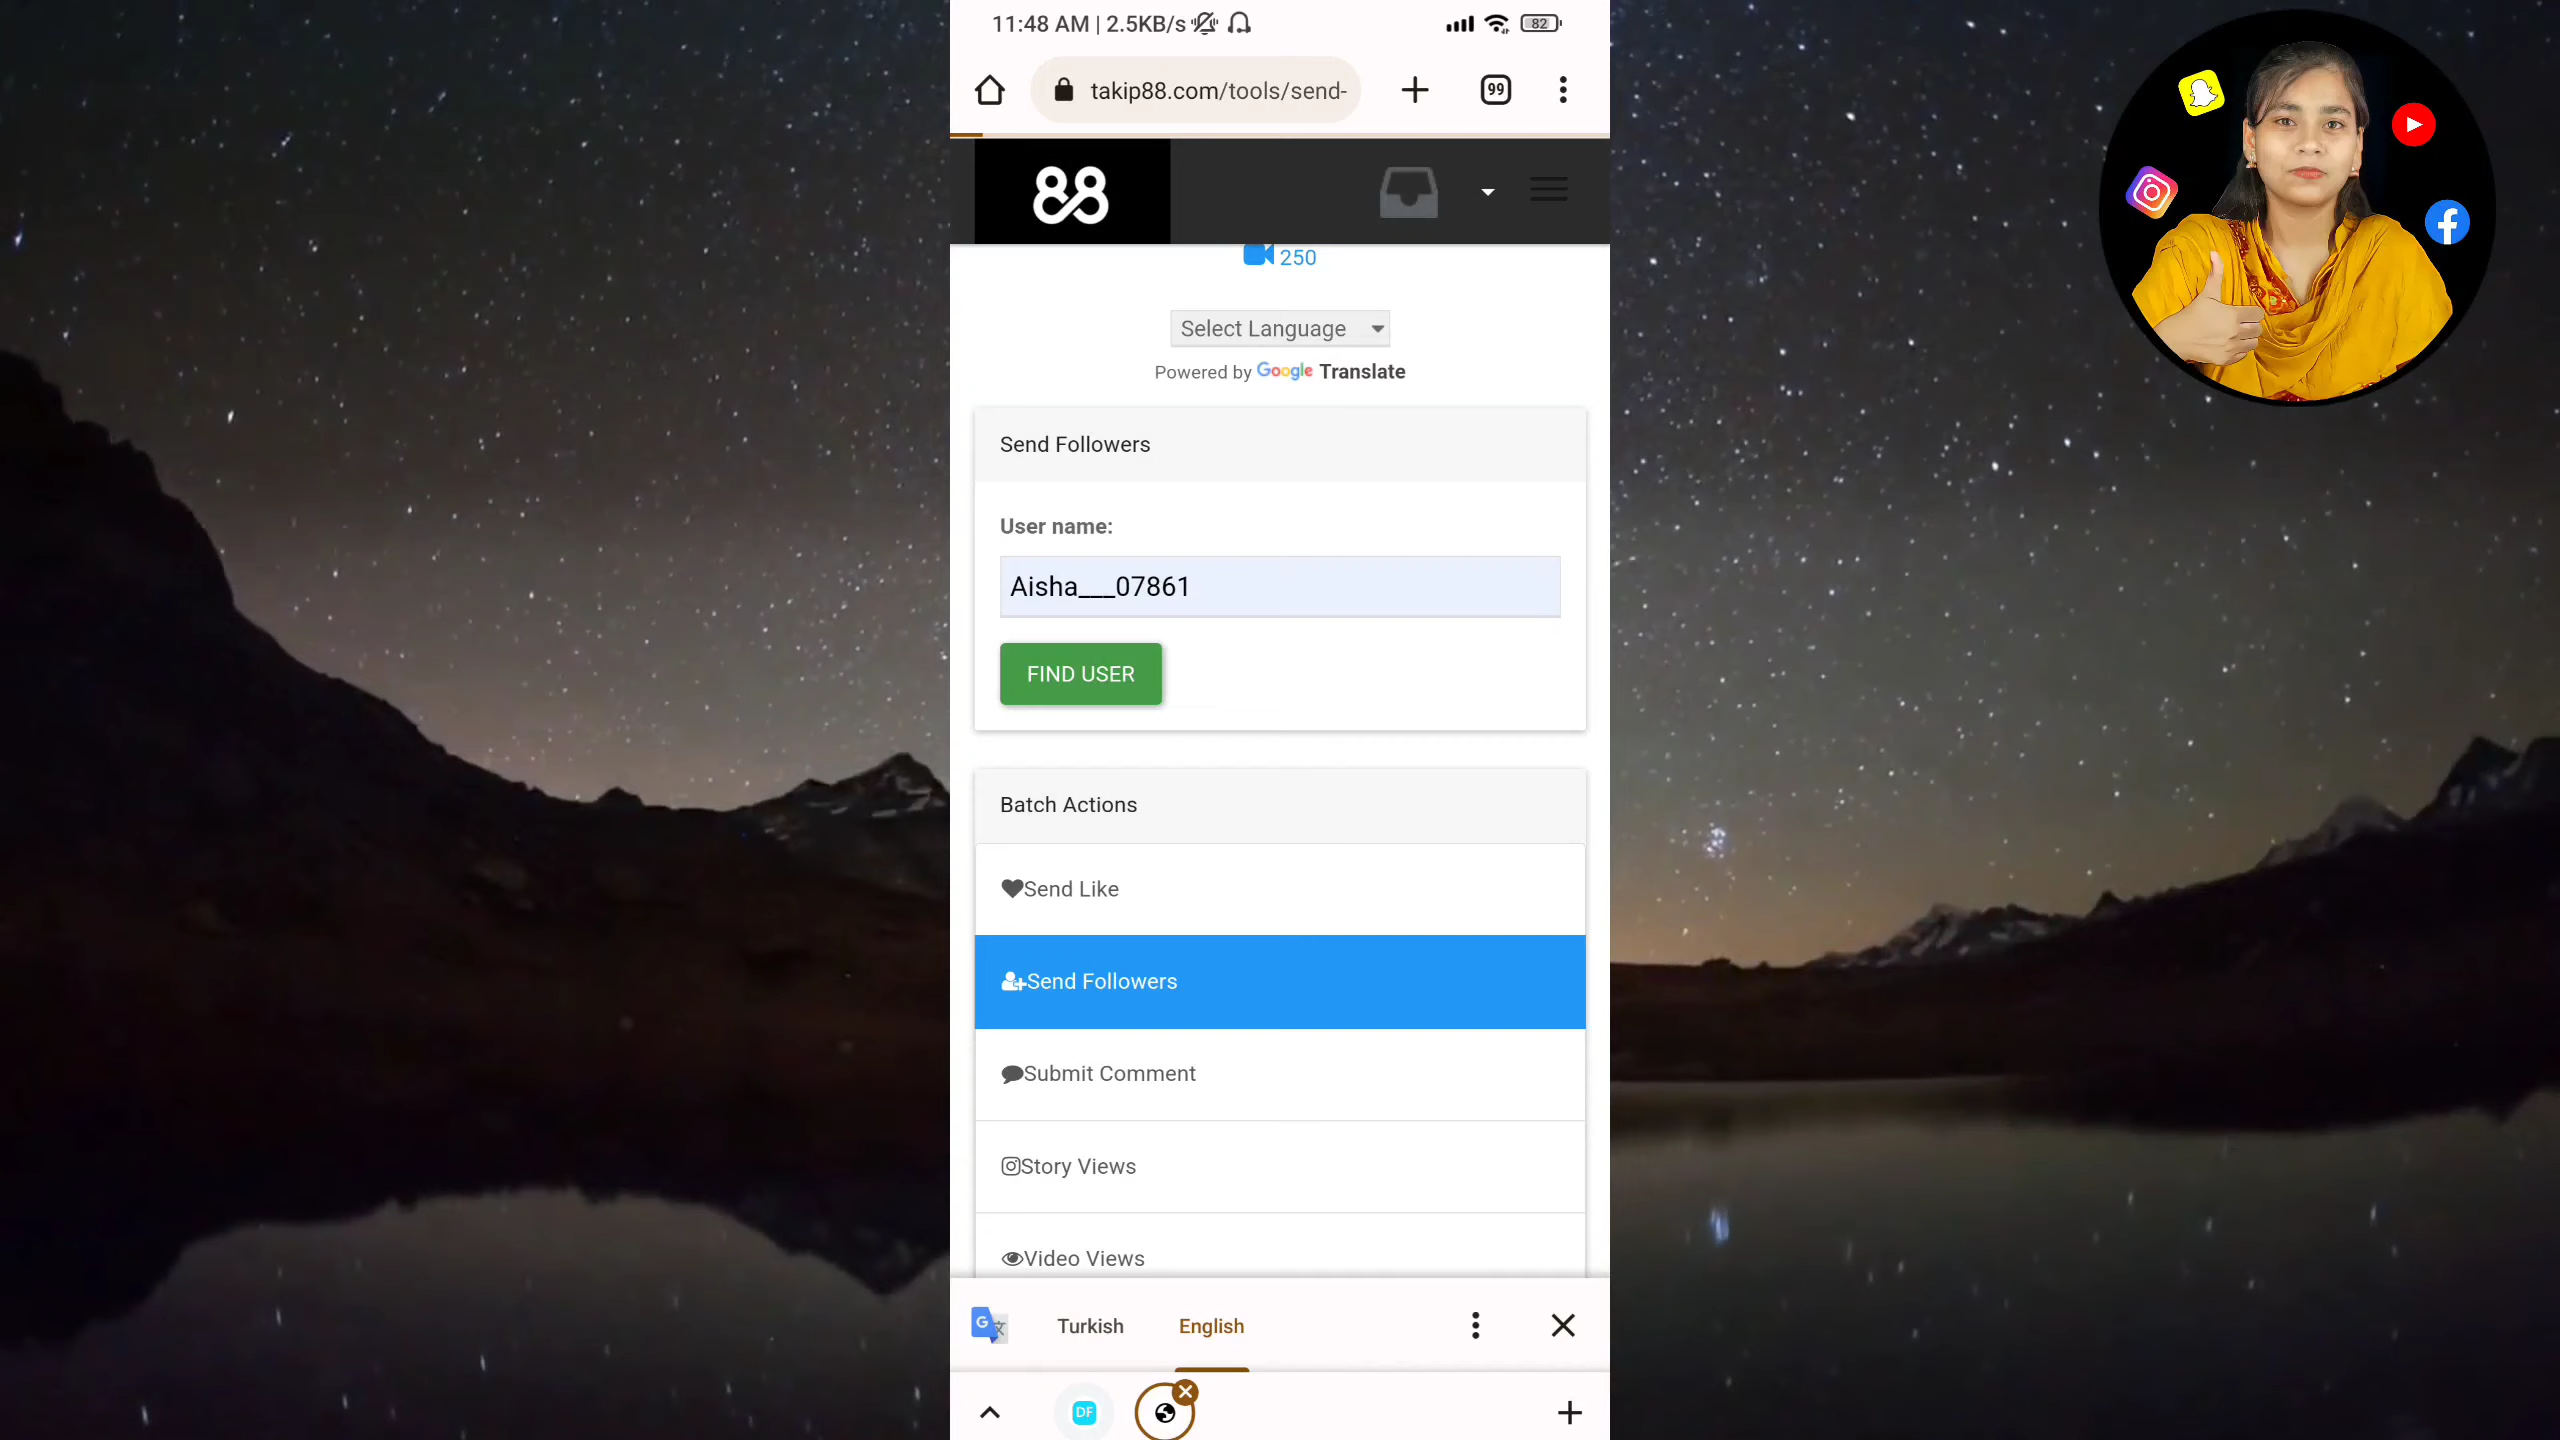 11:48 AM | 2.5KB/s
82
takip88.com/tools/send-
99
88
250
Select Language
Powered by Google Translate
Send Followers
User name:
Aisha___07861
FIND USER
Batch Actions
Send Like
Send Followers
Submit Comment
Story Views
Video Views
G
Turkish
English
DF